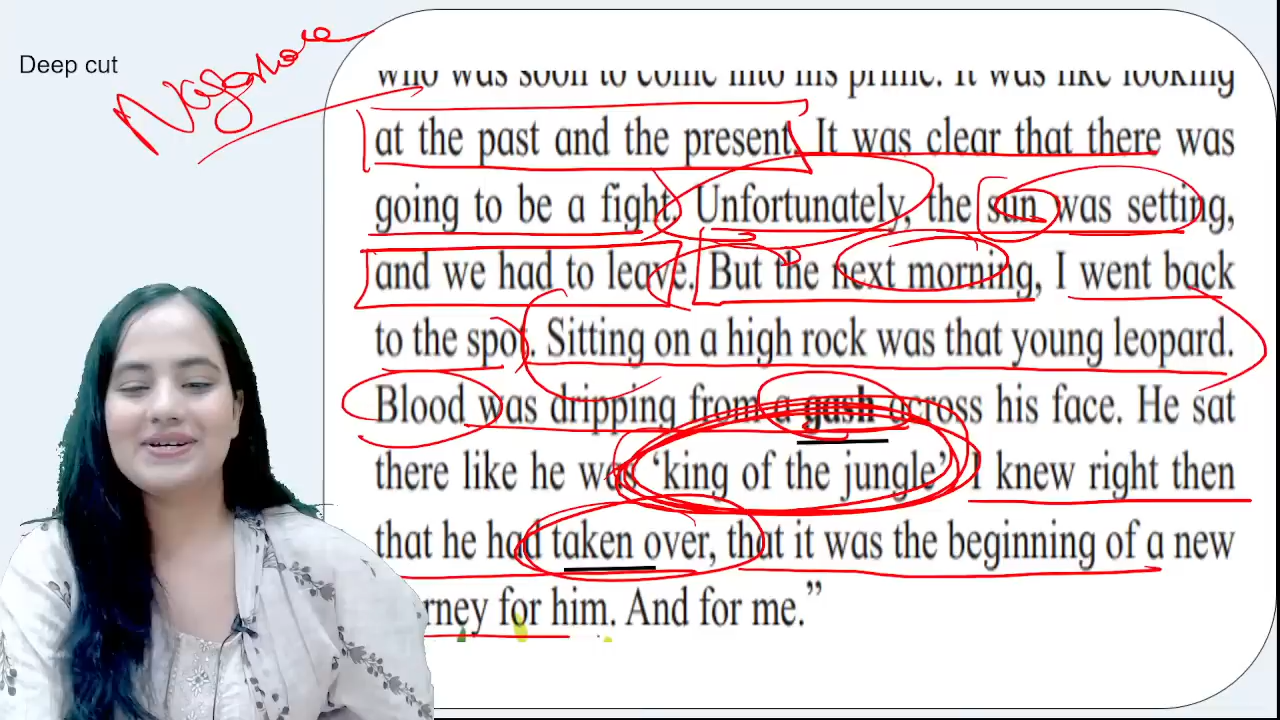 Deep cut
who was soon to come into his prime. It was like looking
at the past and the present. It was clear that there was
going to be a fight. Unfortunately, the sun was setting,
and we had to leave. But the next morning, I went back
to the spot. Sitting on a high rock was that young leopard.
Blood was dripping from a gash across his face. He sat
there like he was ‘king of the jungle’ I knew right then
that he had taken over, that it was the beginning of a new
rney for him. And for me.”